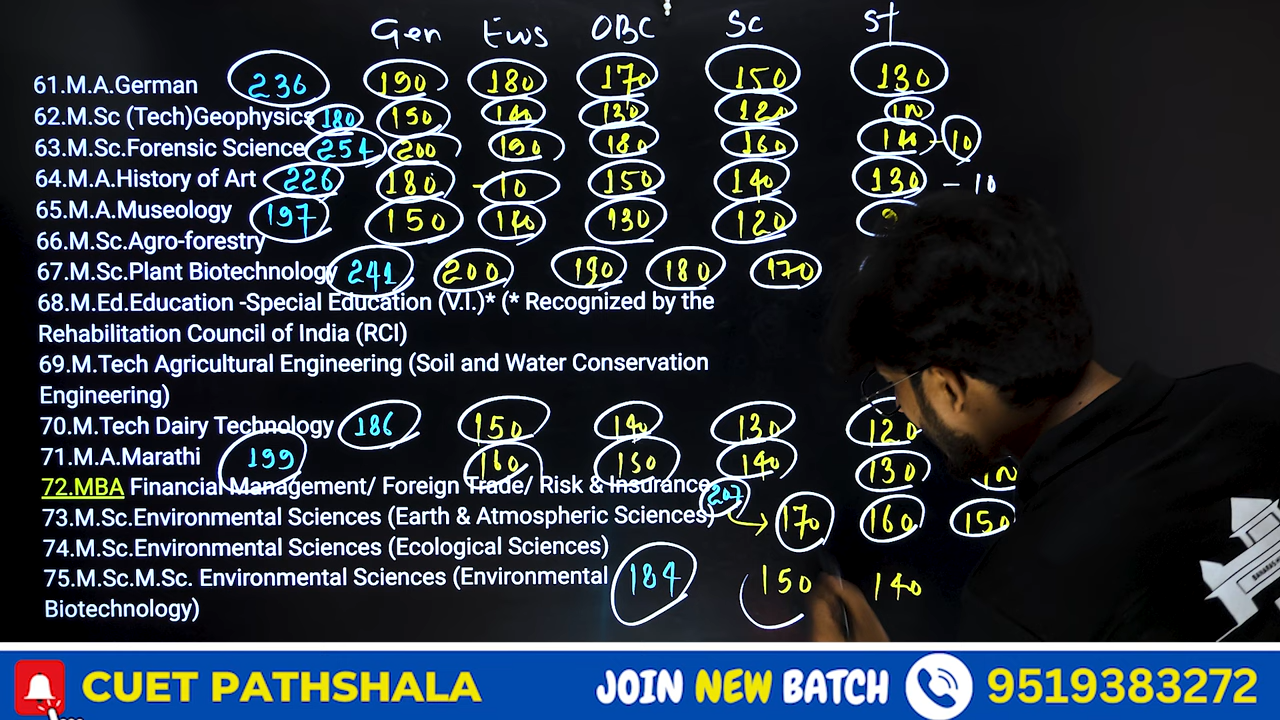 Gen Ews OBC SC ST
61.M.A.German 236 190 180 170 150 130
62.M.Sc (Tech)Geophysics 180 150 140 130 120
63.M.Sc.Forensic Science 254 200 190 180 160 140 - 10
64.M.A.History of Art 226 180 - 10 150 140 130 - 10
65.M.A.Museology 197 150 140 130 120
66.M.Sc.Agro-forestry
67.M.Sc.Plant Biotechnology 241 200 190 180 170
68.M.Ed.Education -Special Education (V.I.)* (* Recognized by the
Rehabilitation Council of India (RCI)
69.M.Tech Agricultural Engineering (Soil and Water Conservation
Engineering)
70.M.Tech Dairy Technology 186 150 140 130 120
71.M.A.Marathi 199 160 150 140 130
72.MBA Financial Management/ Foreign Trade/ Risk & Insurance
73.M.Sc.Environmental Sciences (Earth & Atmospheric Sciences) 207 → 170 160 150
74.M.Sc.Environmental Sciences (Ecological Sciences)
75.M.Sc.M.Sc. Environmental Sciences (Environmental 184 150 140
Biotechnology)
CUET PATHSHALA JOIN NEW BATCH 9519383272